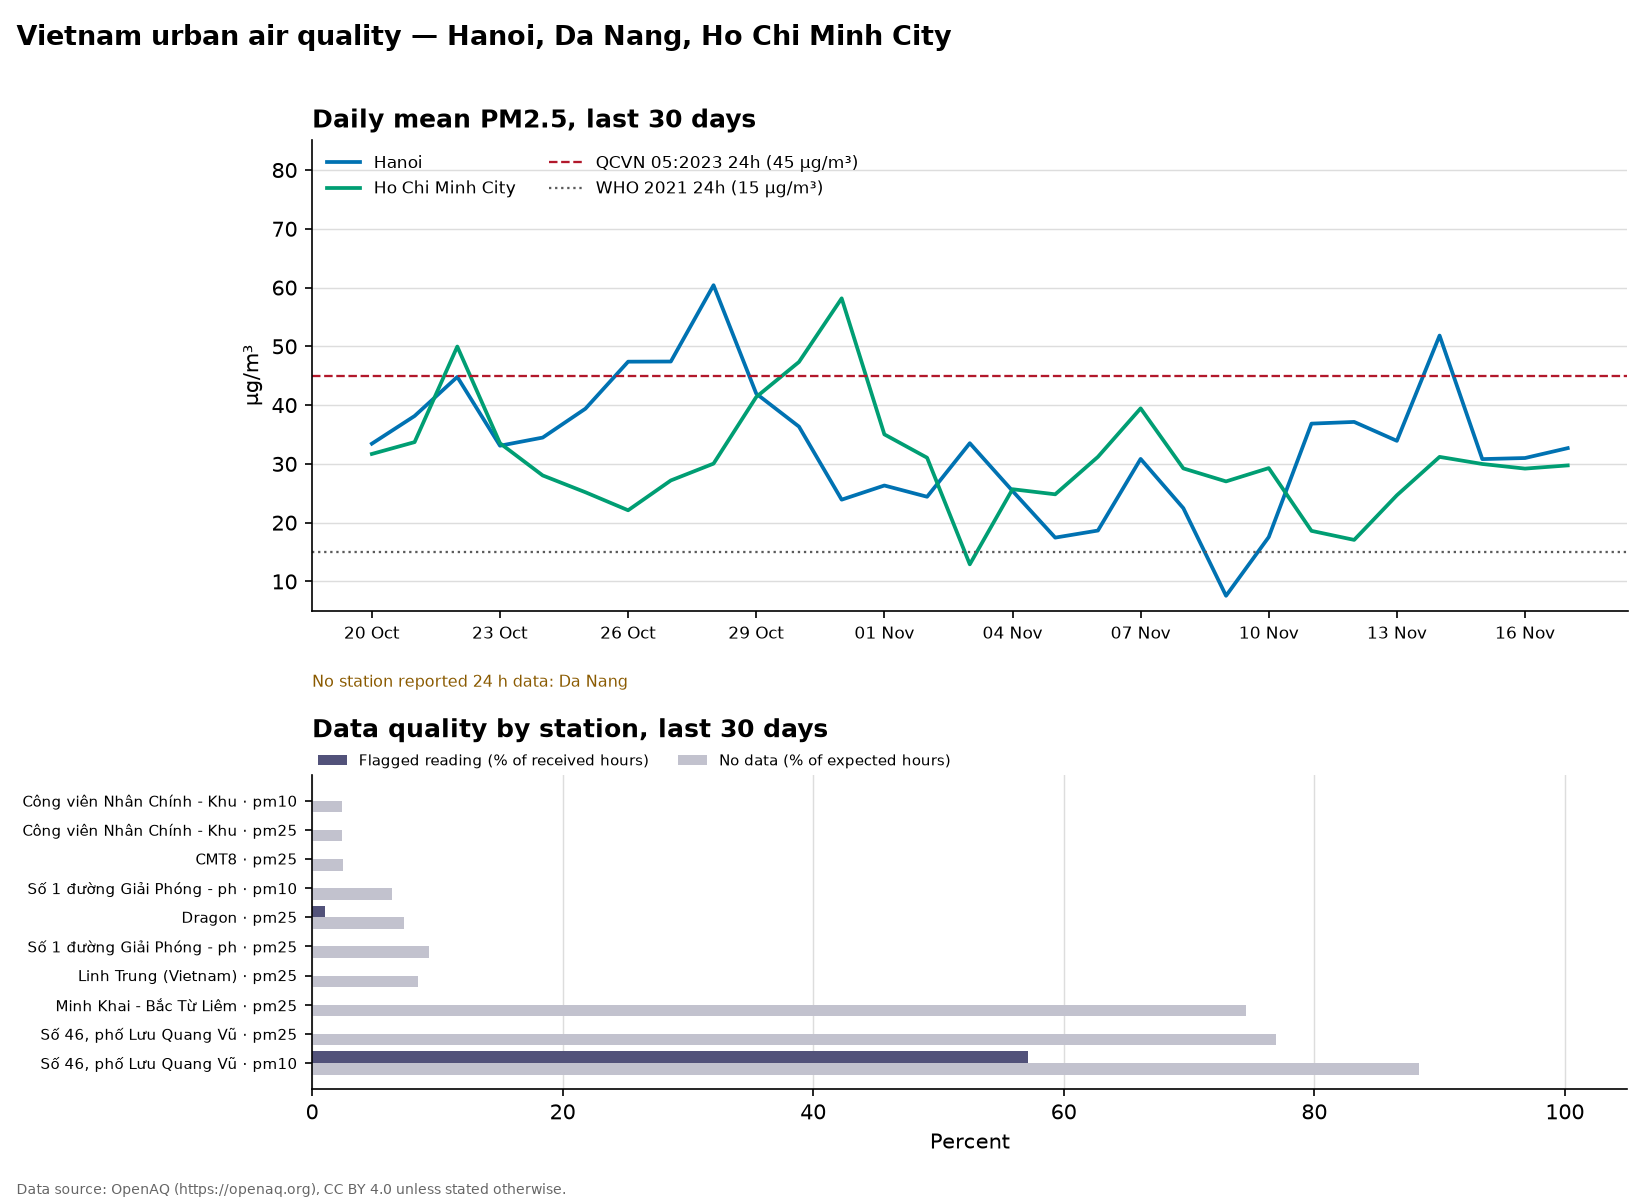 Vietnam urban air quality — Hanoi, Da Nang, Ho Chi Minh City
Daily mean PM2.5, last 30 days
Hanoi
Ho Chi Minh City
QCVN 05:2023 24h (45 µg/m³)
WHO 2021 24h (15 µg/m³)
µg/m³
80
70
60
50
40
30
20
10
20 Oct 23 Oct 26 Oct 29 Oct 01 Nov 04 Nov 07 Nov 10 Nov 13 Nov 16 Nov
No station reported 24 h data: Da Nang
Data quality by station, last 30 days
Flagged reading (% of received hours) No data (% of expected hours)
Công viên Nhân Chính - Khu · pm10
Công viên Nhân Chính - Khu · pm25
CMT8 · pm25
Số 1 đường Giải Phóng - ph · pm10
Dragon · pm25
Số 1 đường Giải Phóng - ph · pm25
Linh Trung (Vietnam) · pm25
Minh Khai - Bắc Từ Liêm · pm25
Số 46, phố Lưu Quang Vũ · pm25
Số 46, phố Lưu Quang Vũ · pm10
0 20 40 60 80 100
Percent
Data source: OpenAQ (https://openaq.org), CC BY 4.0 unless stated otherwise.